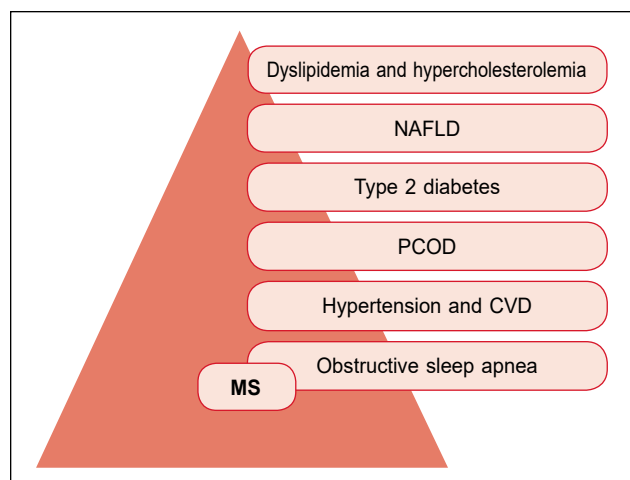 Dyslipidemia and hypercholesterolemia
NAFLD
Type 2 diabetes
PCOD
Hypertension and CVD
Obstructive sleep apnea
MS